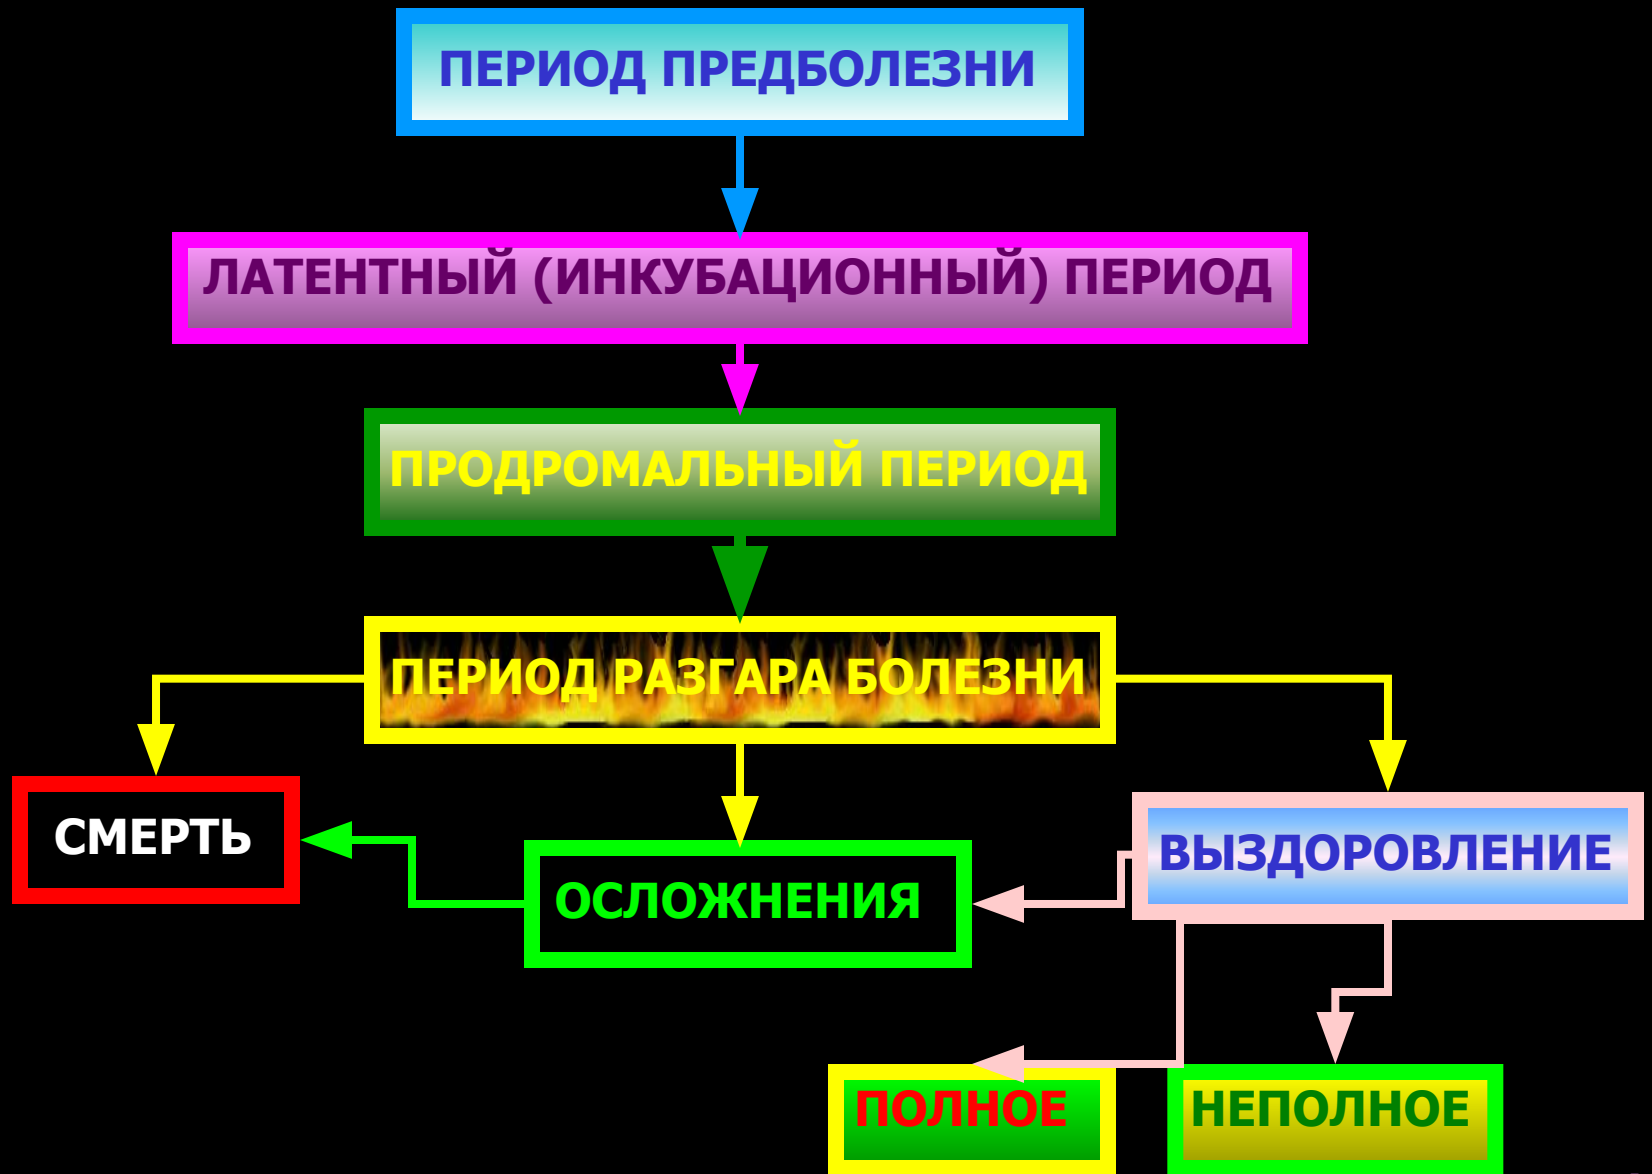 ПЕРИОД ПРЕДБОЛЕЗНИ
ЛАТЕНТНЫЙ (ИНКУБАЦИОННЫЙ) ПЕРИОД
ПРОДРОМАЛЬНЫЙ ПЕРИОД
ПЕРИОД РАЗГАРА БОЛЕЗНИ
СМЕРТЬ
ОСЛОЖНЕНИЯ
ВЫЗДОРОВЛЕНИЕ
ПОЛНОЕ
НЕПОЛНОЕ